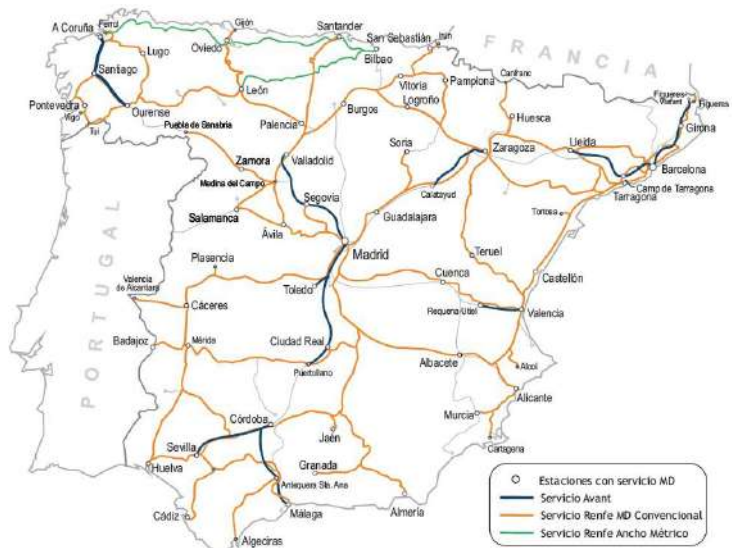 A Coruña
Ferrol
Gijón
Santander
San Sebastián
Irún
Oviedo
Bilbao
FRANCIA
Lugo
Santiago
León
Vitoria
Pamplona
Canfranc
Figueres-Vilafant
Figueres
Pontevedra
Vigo
Tui
Ourense
Burgos
Logroño
Huesca
Girona
Puebla de Sanabria
Palencia
Soria
Zaragoza
Lleida
Barcelona
Zamora
Valladolid
Medina del Campo
Calatayud
Camp de Tarragona
Tarragona
Segovia
Salamanca
Guadalajara
Tortosa
Ávila
Madrid
PORTUGAL
Plasencia
Teruel
Cuenca
Castellón
Valencia
de Alcantara
Toledo
Cáceres
Requena/Utiel
Valencia
Badajoz
Mérida
Ciudad Real
Albacete
Puertollano
Alcoi
Alicante
Córdoba
Murcia
Sevilla
Jaén
Cartagena
Huelva
Granada
Antequera Sta. Ana
Almería
Cádiz
Málaga
Algeciras
Estaciones con servicio MD
Servicio Avant
Servicio Renfe MD Convencional
Servicio Renfe Ancho Métrico